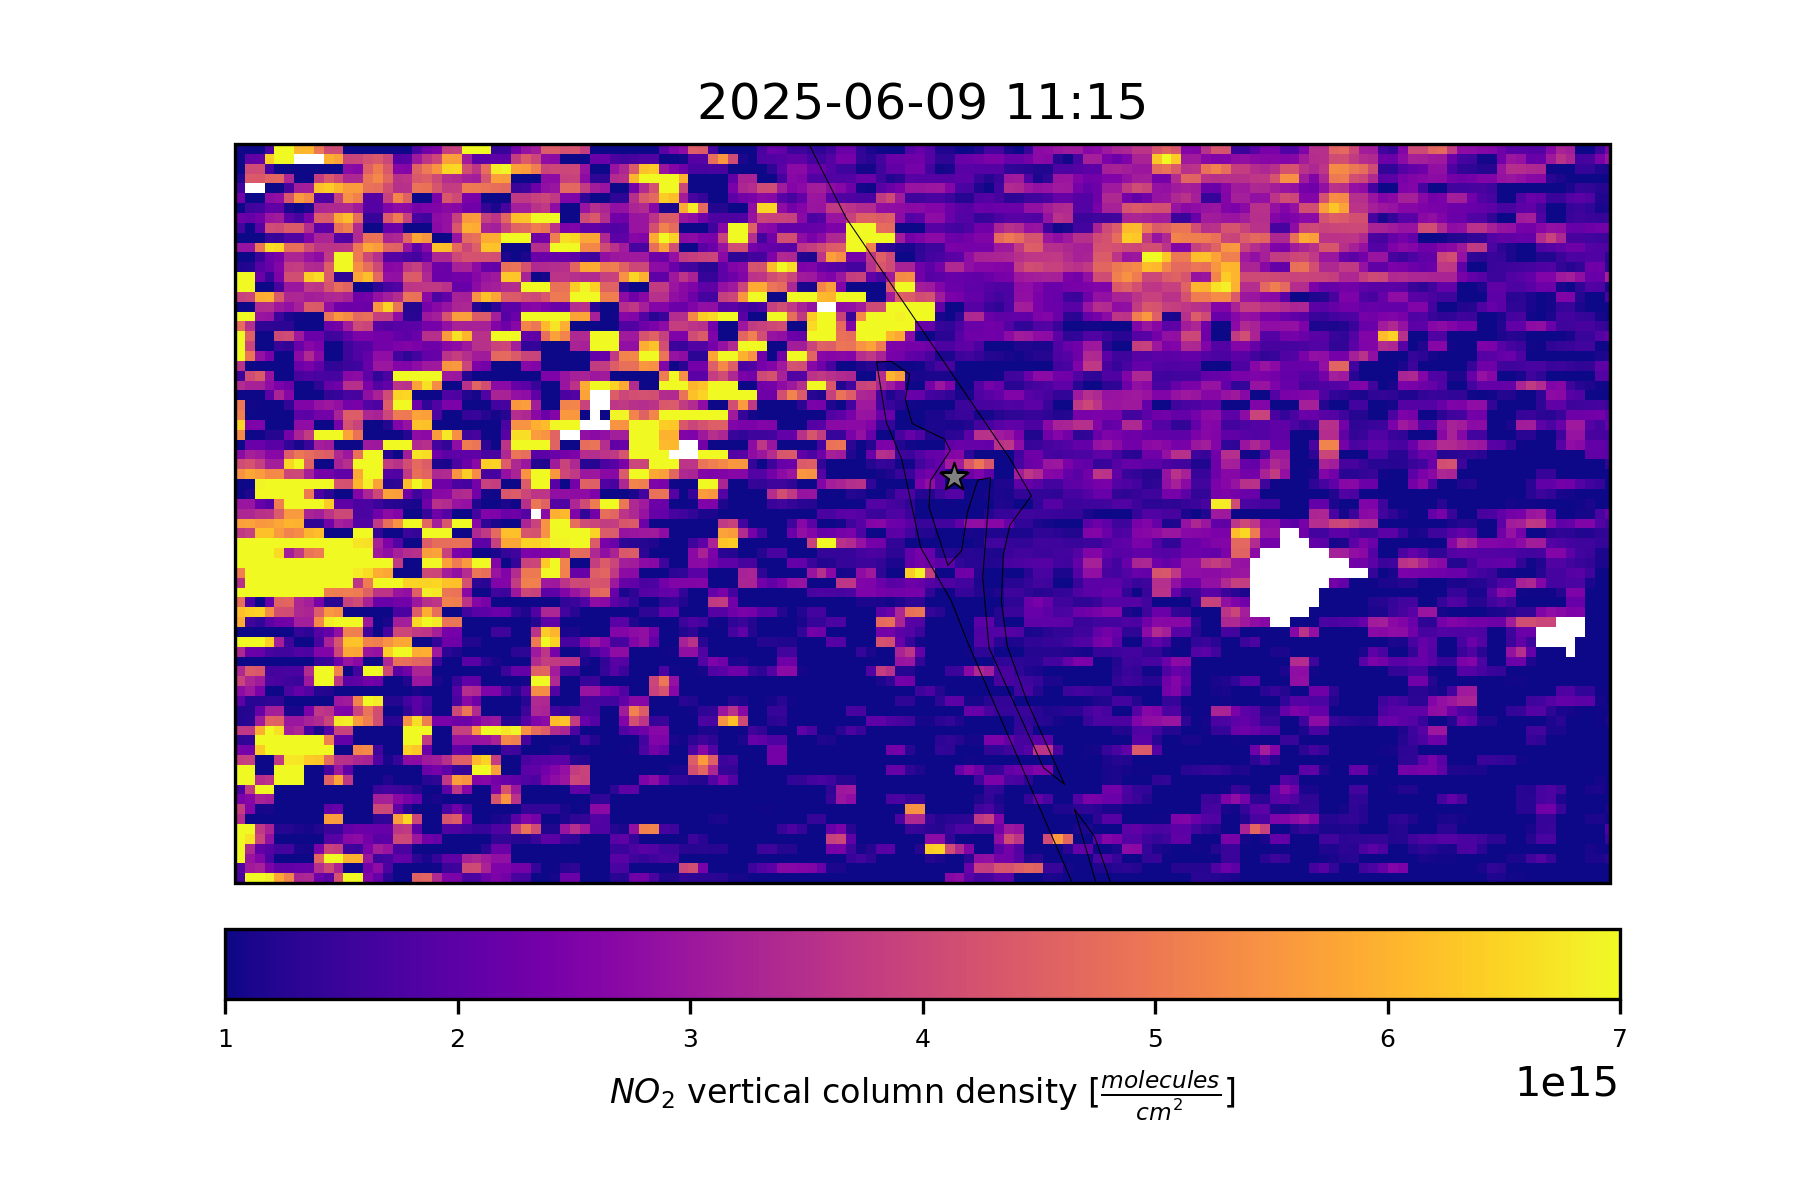 2025-06-09 11:15
1 2 3 4 5 6 7
1e15
NO₂ vertical column density [molecules/cm²]